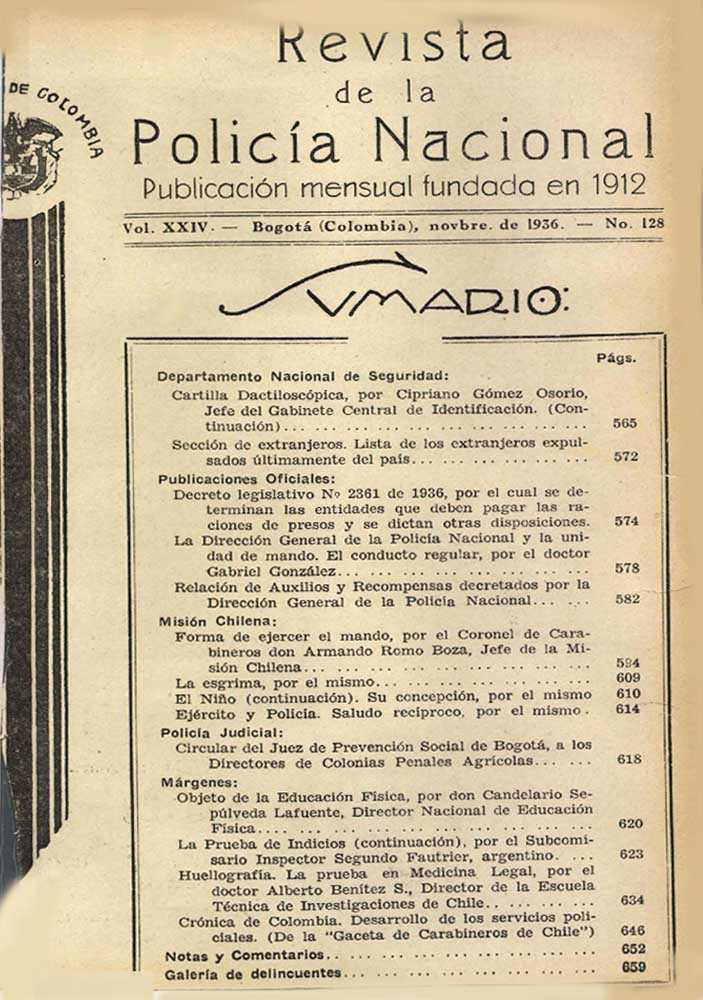 DE COLOMBIA
Revista
de la
Policía Nacional
Publicación mensual fundada en 1912
Vol. XXIV. — Bogotá (Colombia), novbre. de 1936. — No. 128
SUMARIO:
Págs.
Departamento Nacional de Seguridad:
Cartilla Dactiloscópica, por Cipriano Gómez Osorio,
Jefe del Gabinete Central de Identificación. (Con-
tinuación)... ... ... ... ... ... ... ... ... ... 565
Sección de extranjeros. Lista de los extranjeros expul-
sados últimamente del país... ... ... ... ... ... 572
Publicaciones Oficiales:
Decreto legislativo Nº 2361 de 1936, por el cual se de-
terminan las entidades que deben pagar las ra-
ciones de presos y se dictan otras disposiciones. 574
La Dirección General de la Policía Nacional y la uni-
dad de mando. El conducto regular, por el doctor
Gabriel González... ... ... ... ... ... ... ... ... 578
Relación de Auxilios y Recompensas decretados por la
Dirección General de la Policía Nacional... ... 582
Misión Chilena:
Forma de ejercer el mando, por el Coronel de Cara-
bineros don Armando Romo Boza, Jefe de la Mi-
sión Chilena... ... ... ... ... ... ... ... ... ... 594
La esgrima, por el mismo... ... ... ... ... ... ... 609
El Niño (continuación). Su concepción, por el mismo 610
Ejército y Policía. Saludo recíproco, por el mismo. 614
Policía Judicial:
Circular del Juez de Prevención Social de Bogotá, a los
Directores de Colonias Penales Agrícolas... ... 618
Márgenes:
Objeto de la Educación Física, por don Candelario Se-
púlveda Lafuente, Director Nacional de Educación
Física... ... ... ... ... ... ... ... ... ... ... 620
La Prueba de Indicios (continuación), por el Subcomi-
sario Inspector Segundo Fautrier, argentino. ... 623
Huellografía. La prueba en Medicina Legal, por el
doctor Alberto Benítez S., Director de la Escuela
Técnica de Investigaciones de Chile... ... ... ... 634
Crónica de Colombia. Desarrollo de los servicios poli-
ciales. (De la "Gaceta de Carabineros de Chile") 646
Notas y Comentarios... ... ... ... ... ... ... ... ... 652
Galería de delincuentes... ... ... ... ... ... ... ... 659